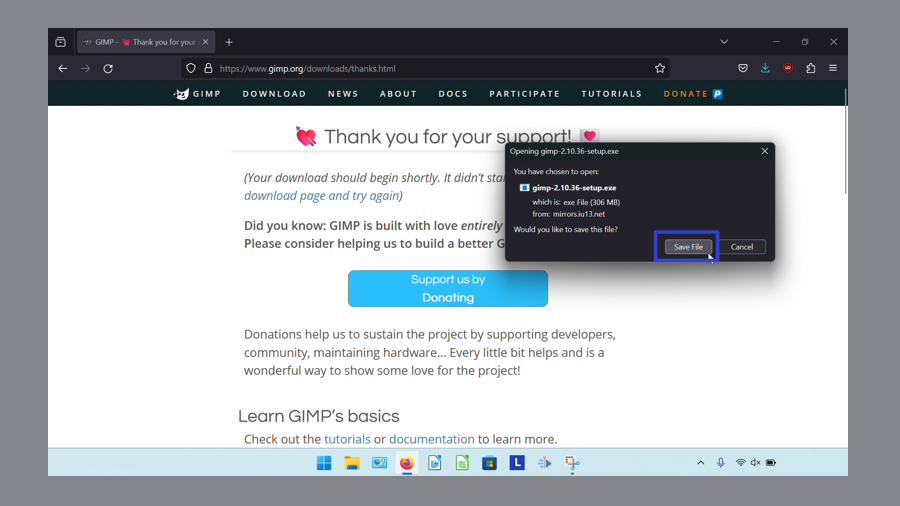 GIMP - 💘 Thank you for your
https://www.gimp.org/downloads/thanks.html
GIMP DOWNLOAD NEWS ABOUT DOCS PARTICIPATE TUTORIALS DONATE
💘 Thank you for your support! 💌
(Your download should begin shortly. It didn't
download page and try again)
Did you know: GIMP is built with love entirely
Please consider helping us to build a better
Support us by
Donating
Donations help us to sustain the project by supporting developers,
community, maintaining hardware... Every little bit helps and is a
wonderful way to show some love for the project!
Learn GIMP's basics
Check out the tutorials or documentation to learn more.
Opening gimp-2.10.36-setup.exe
You have chosen to open:
gimp-2.10.36-setup.exe
which is: exe File (306 MB)
from: mirrors.iu13.net
Would you like to save this file?
Save File Cancel
L